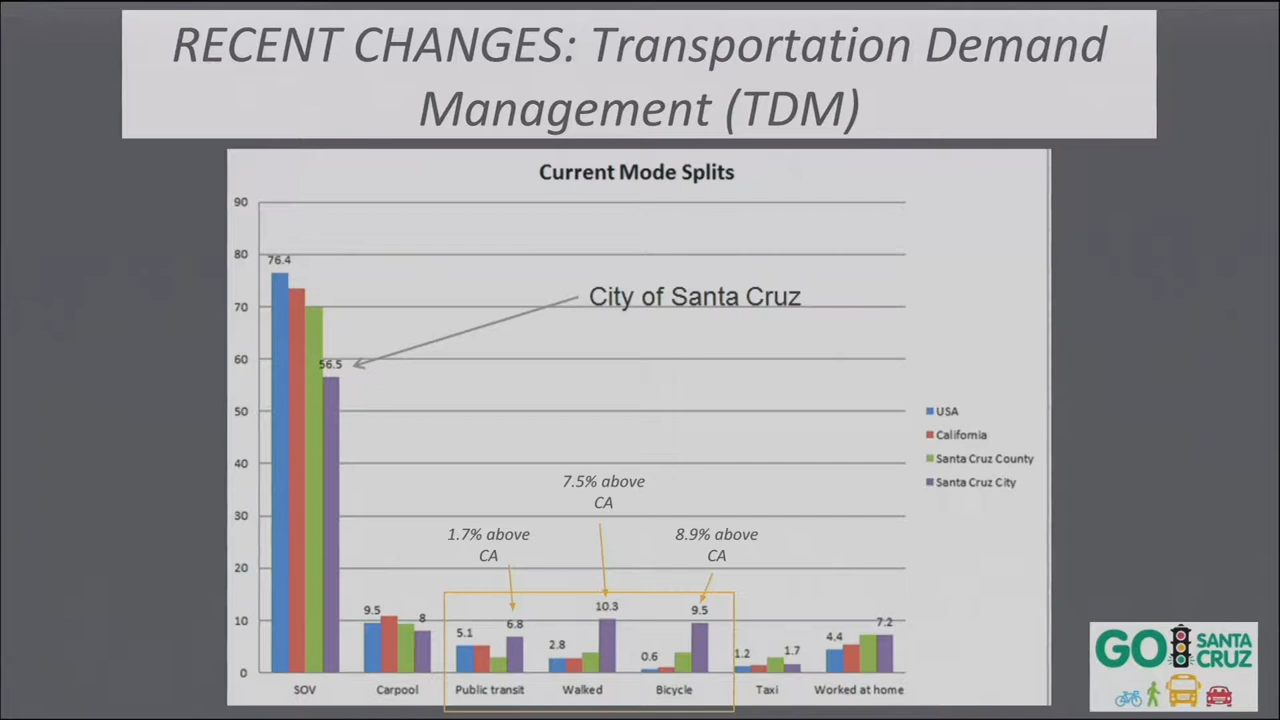 RECENT CHANGES: Transportation Demand
Management (TDM)
Current Mode Splits
90
80
70
60
50
40
30
20
10
0
76.4
56.5
City of Santa Cruz
9.5
8
1.7% above
CA
7.5% above
CA
8.9% above
CA
5.1
6.8
2.8
10.3
0.6
9.5
1.2
1.7
4.4
7.2
SOV
Carpool
Public transit
Walked
Bicycle
Taxi
Worked at home
USA
California
Santa Cruz County
Santa Cruz City
GO SANTA
CRUZ